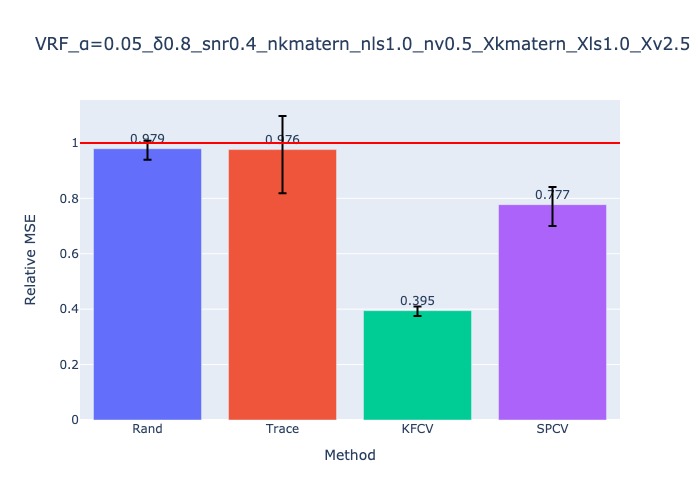 VRF_α=0.05_δ0.8_snr0.4_nkmatern_nls1.0_nv0.5_Xkmatern_Xls1.0_Xv2.5
1
0.8
0.6
0.4
0.2
0
Relative MSE
0.979
0.976
0.395
0.777
Rand
Trace
KFCV
SPCV
Method